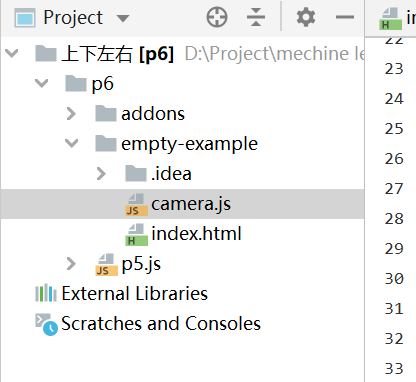 Project
上下左右 [p6] D:\Project\mechine le
p6
addons
empty-example
.idea
camera.js
index.html
p5.js
External Libraries
Scratches and Consoles
in
22
23
24
25
26
27
28
29
30
31
32
33